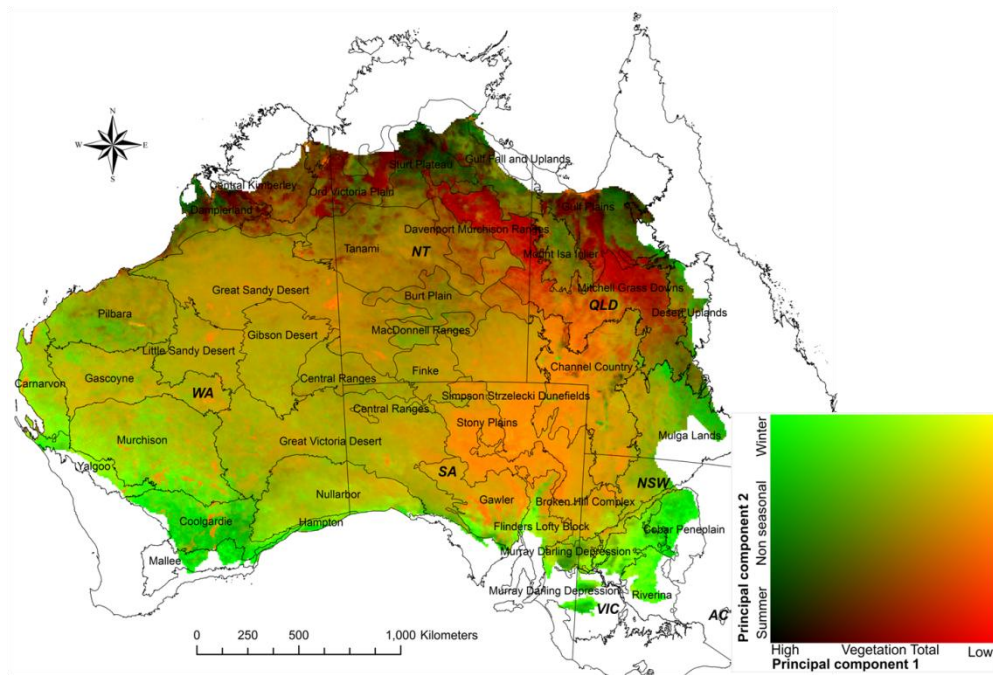 N
W E
S
Sturt Plateau
Gulf Fall and Uplands
Central Kimberley
Ord Victoria Plain
Dampierland
Gulf Plains
Davenport Murchison Ranges
Tanami
NT
Mount Isa Inlier
Great Sandy Desert
Burt Plain
Mitchell Grass Downs
QLD
Desert Uplands
Pilbara
MacDonnell Ranges
Gibson Desert
Little Sandy Desert
Channel Country
Finke
Carnarvon
Gascoyne
Central Ranges
WA
Simpson Strzelecki Dunefields
Central Ranges
Stony Plains
Murchison
Great Victoria Desert
Mulga Lands
Yalgoo
SA
NSW
Nullarbor
Gawler
Broken Hill Complex
Coolgardie
Hampton
Flinders Lofty Block
Cobar Peneplain
Murray Darling Depression
Mallee
Murray Darling Depression
Riverina
VIC
AC
0 250 500 1,000 Kilometers
Principal component 2
Summer Non seasonal Winter
High Vegetation Total Low
Principal component 1